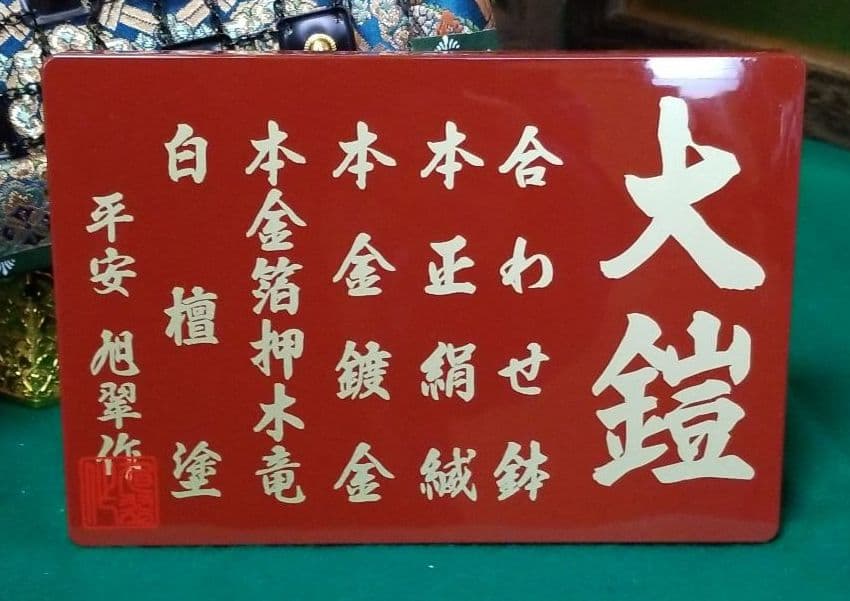 大鎧
合わせ鉢
本正絹縅
本金鍍金
本金箔押木竜
白檀塗
平安 旭翠作